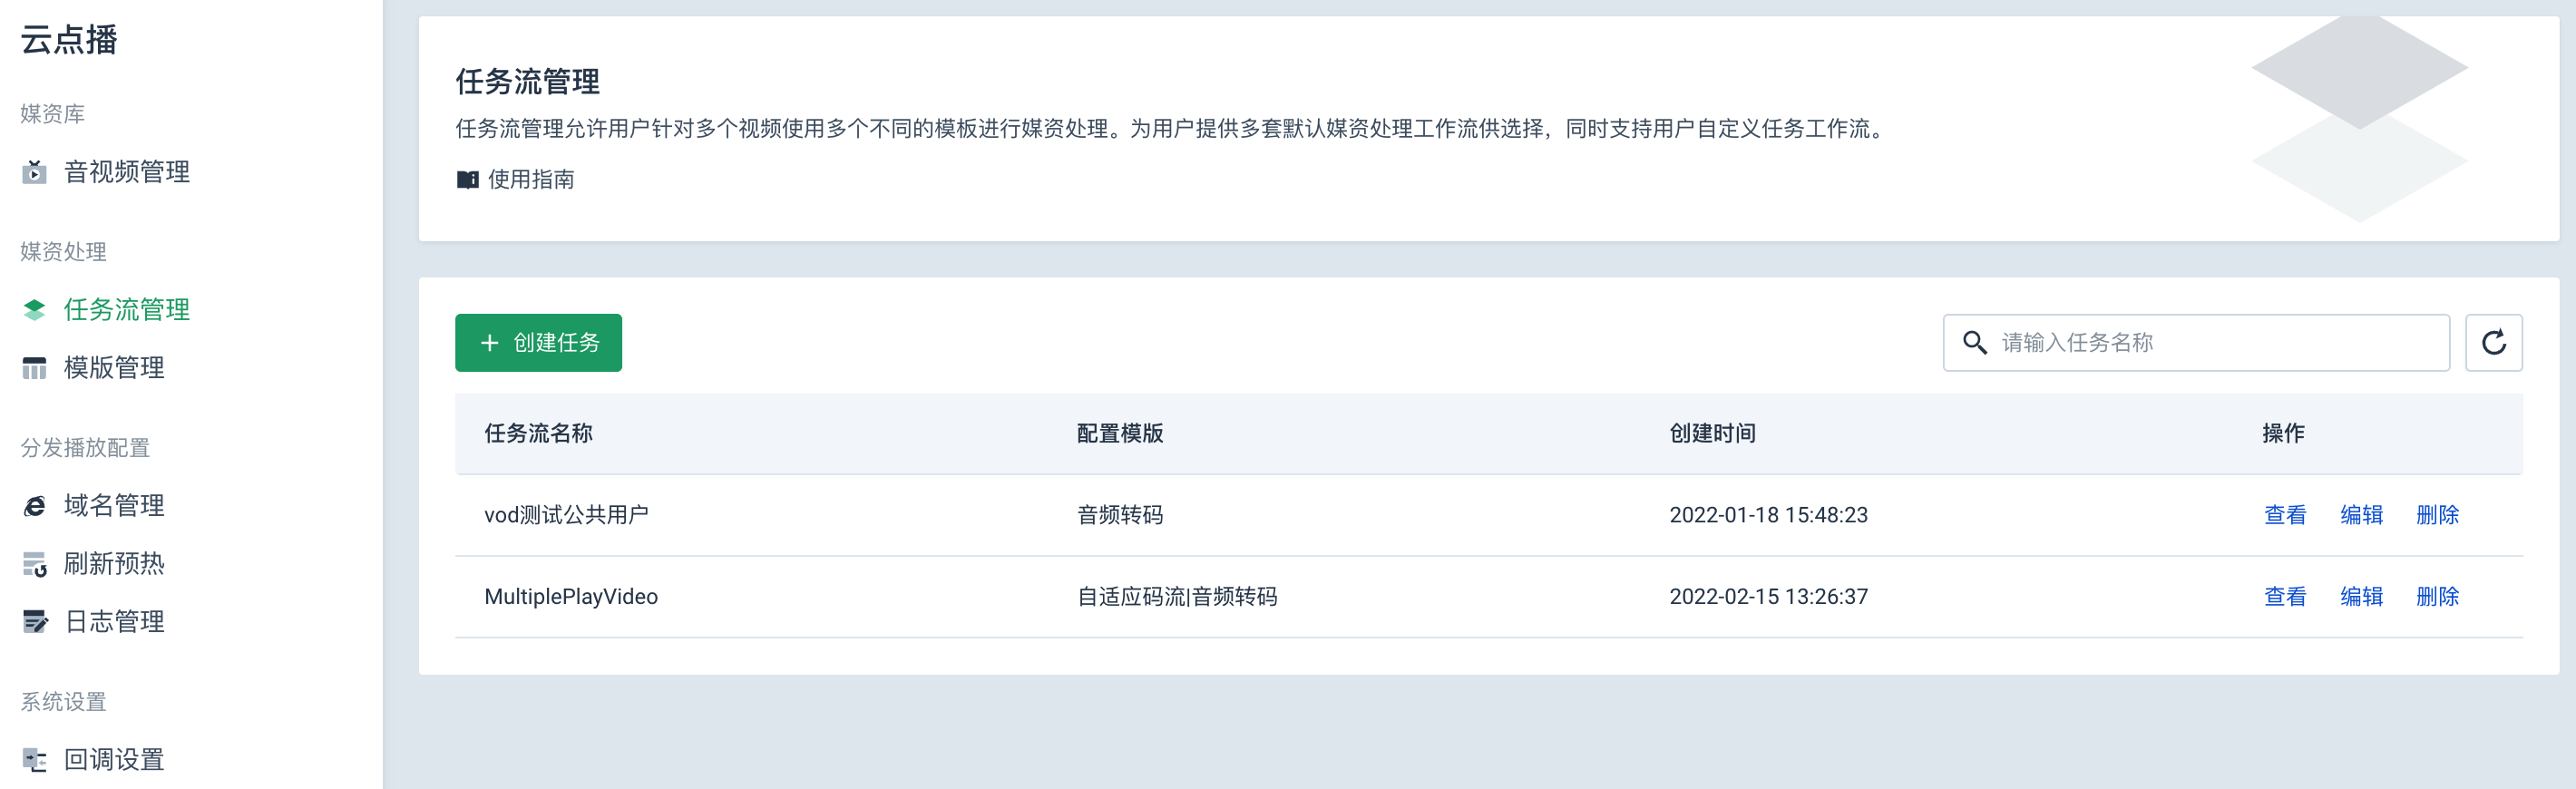 云点播
媒资库
音视频管理
媒资处理
任务流管理
模版管理
分发播放配置
域名管理
刷新预热
日志管理
系统设置
回调设置
任务流管理
任务流管理允许用户针对多个视频使用多个不同的模板进行媒资处理。为用户提供多套默认媒资处理工作流供选择，同时支持用户自定义任务工作流。
使用指南
创建任务
请输入任务名称
任务流名称 配置模版 创建时间 操作
vod测试公共用户 音频转码 2022-01-18 15:48:23 查看 编辑 删除
MultiplePlayVideo 自适应码流|音频转码 2022-02-15 13:26:37 查看 编辑 删除